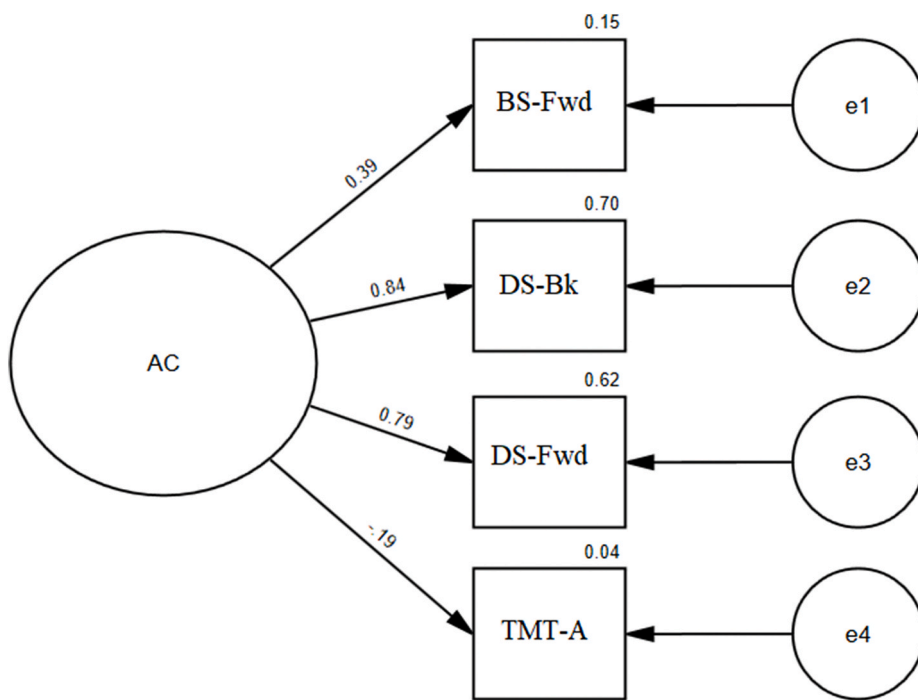 0.15
BS-Fwd
e1
0.39
0.70
DS-Bk
e2
0.84
AC
0.62
0.79
DS-Fwd
e3
-.19
0.04
TMT-A
e4